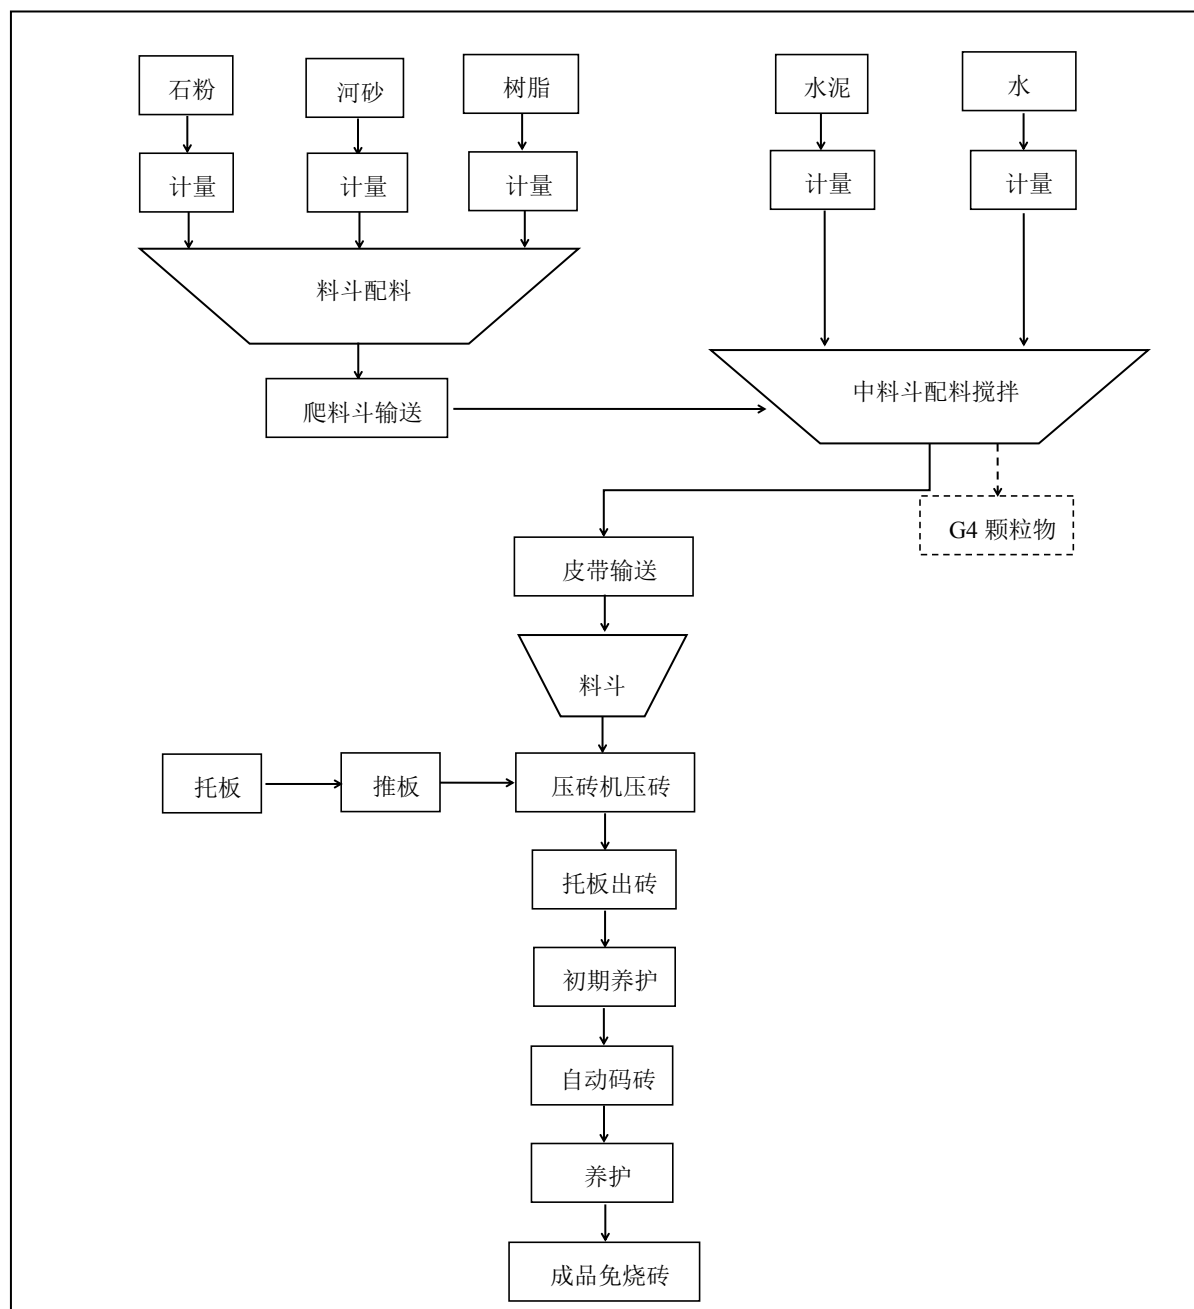 石粉
河砂
树脂
水泥
水
计量
计量
计量
计量
计量
料斗配料
中料斗配料搅拌
爬料斗输送
G4 颗粒物
皮带输送
料斗
托板
推板
压砖机压砖
托板出砖
初期养护
自动码砖
养护
成品免烧砖